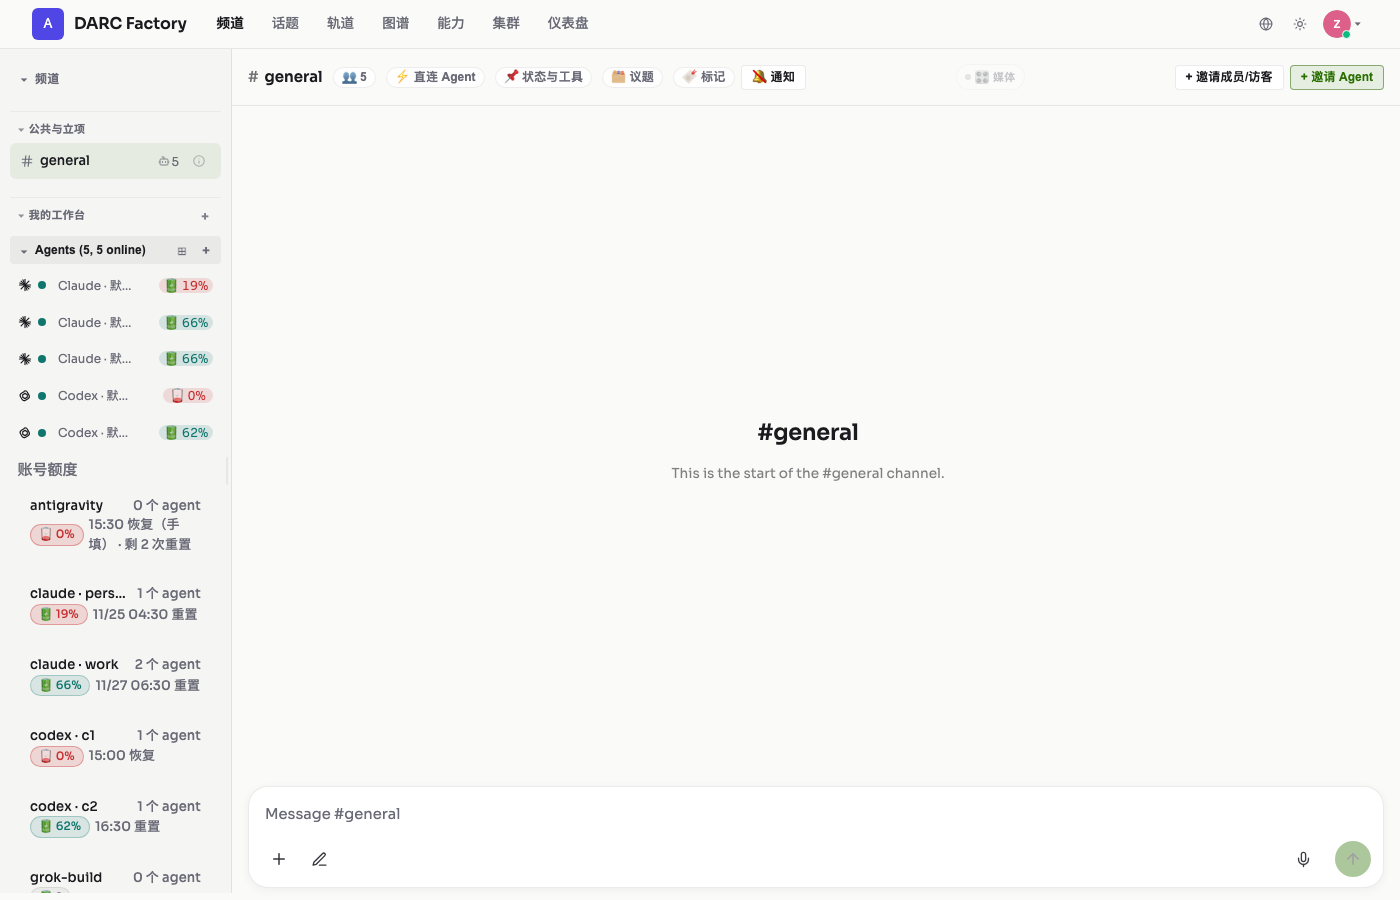 A DARC Factory 频道 话题 轨道 图谱 能力 集群 仪表盘 Z
频道
公共与立项
# general 5
我的工作台 +
Agents (5, 5 online) +
Claude · 默... 19%
Claude · 默... 66%
Claude · 默... 66%
Codex · 默... 0%
Codex · 默... 62%
账号额度
antigravity 0 个 agent
0% 15:30 恢复（手
填） · 剩 2 次重置
claude · pers... 1 个 agent
19% 11/25 04:30 重置
claude · work 2 个 agent
66% 11/27 06:30 重置
codex · c1 1 个 agent
0% 15:00 恢复
codex · c2 1 个 agent
62% 16:30 重置
grok-build 0 个 agent
# general 5 直连 Agent 状态与工具 议题 标记 通知 媒体 + 邀请成员/访客 + 邀请 Agent
#general
This is the start of the #general channel.
Message #general